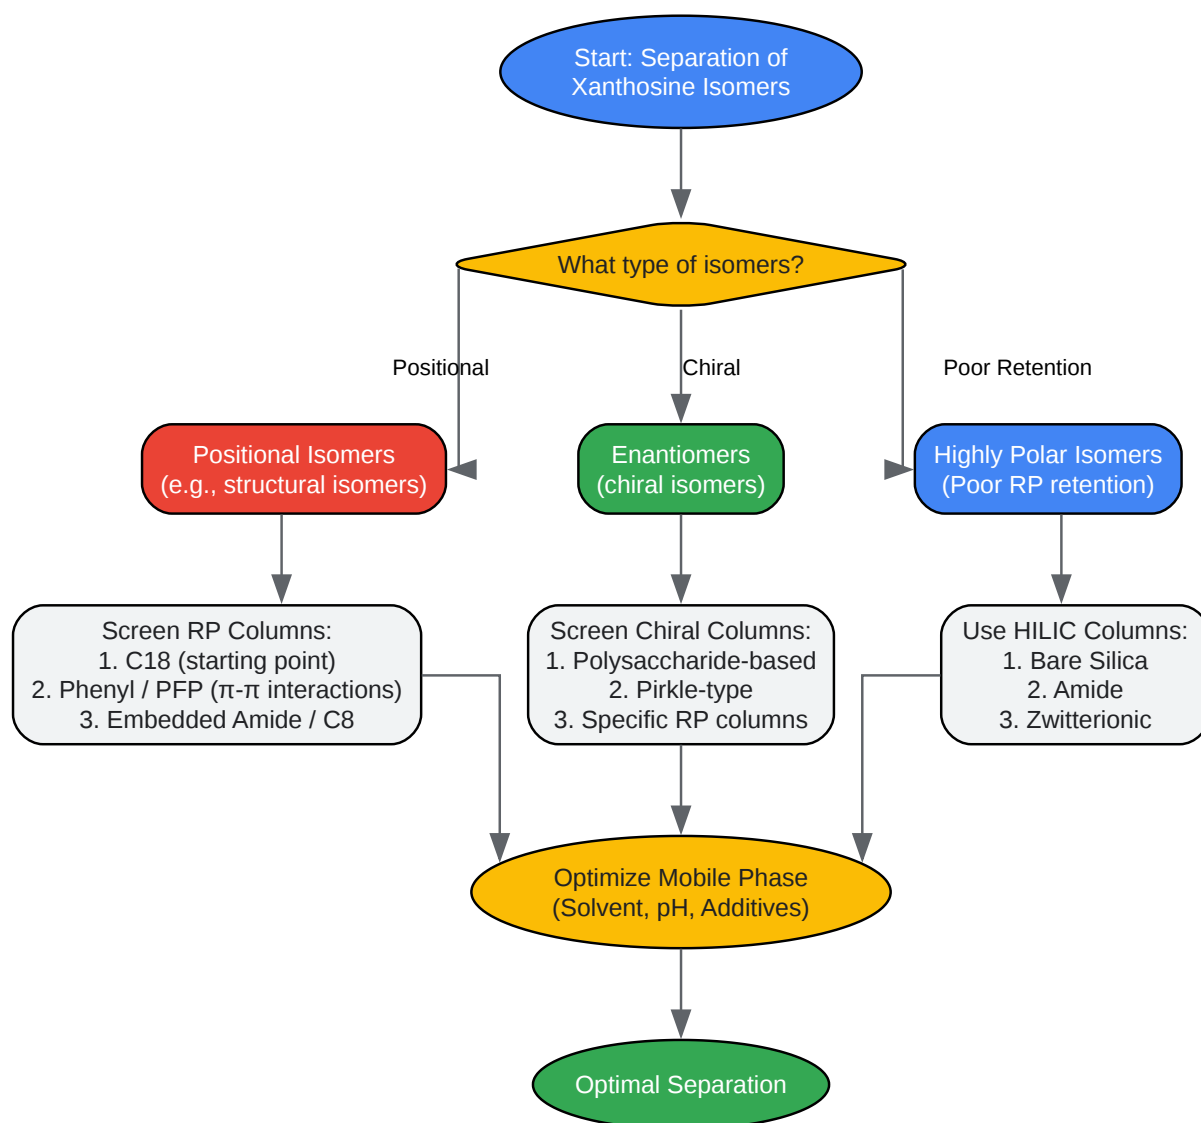 Start: Separation of
Xanthosine Isomers
What type of isomers?
Positional
Chiral
Poor Retention
Positional Isomers
(e.g., structural isomers)
Enantiomers
(chiral isomers)
Highly Polar Isomers
(Poor RP retention)
Screen RP Columns:
1. C18 (starting point)
2. Phenyl / PFP (π-π interactions)
3. Embedded Amide / C8
Screen Chiral Columns:
1. Polysaccharide-based
2. Pirkle-type
3. Specific RP columns
Use HILIC Columns:
1. Bare Silica
2. Amide
3. Zwitterionic
Optimize Mobile Phase
(Solvent, pH, Additives)
Optimal Separation